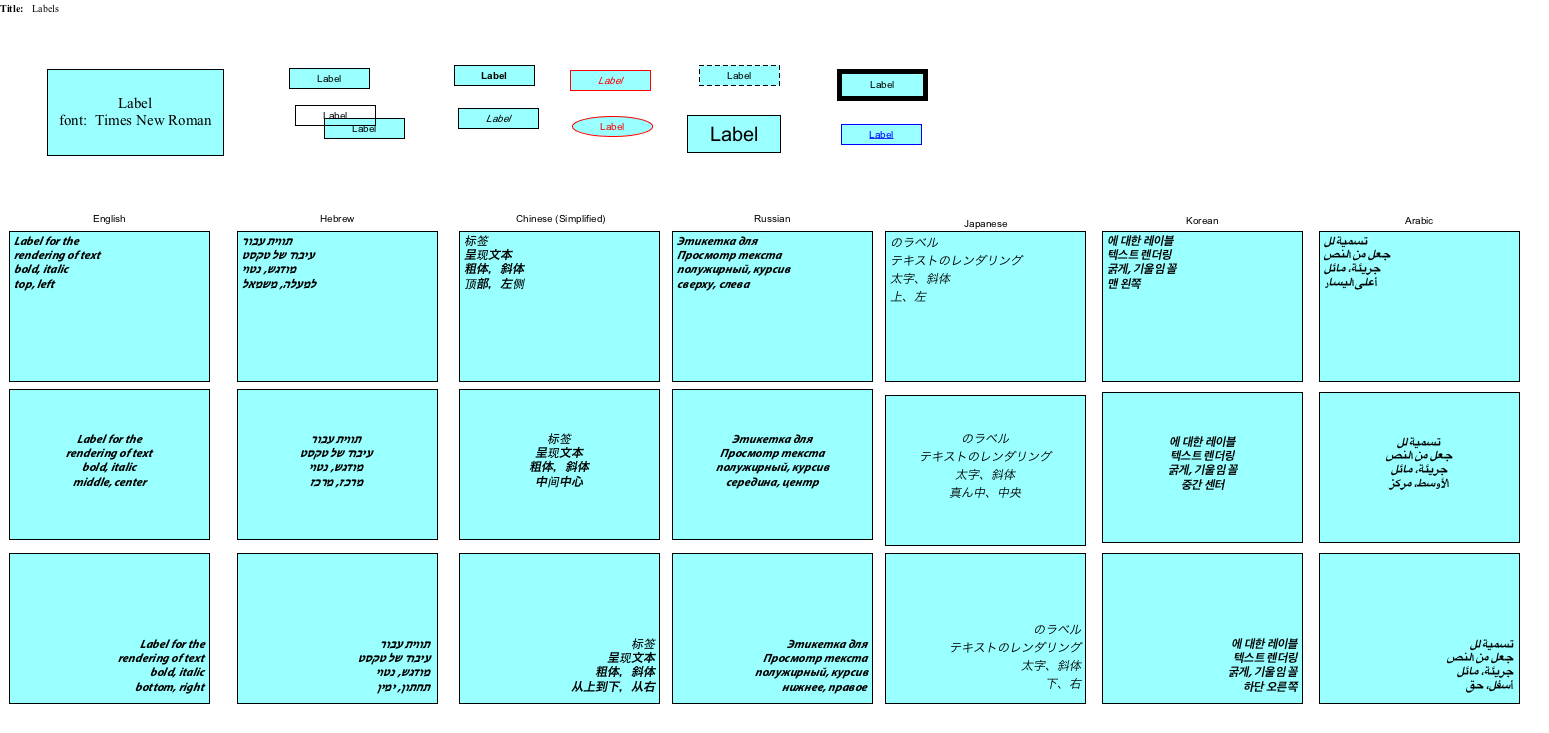 Title: Labels
Label
font: Times New Roman
Label
Label
Label
Label
Label
Label
Label
Label
Label
Label
Label
English
Hebrew
Chinese (Simplified)
Russian
Japanese
Korean
Arabic
Label for the
rendering of text
bold, italic
top, left
תווית עבור
עיבוד של טקסט
מודגש, נטוי
למעלה, משמאל
标签
呈现文本
粗体，斜体
顶部，左侧
Этикетка для
Просмотр текста
полужирный, курсив
сверху, слева
のラベル
テキストのレンダリング
太字、斜体
上、左
에 대한 레이블
텍스트 렌더링
굵게, 기울임 꼴
맨 왼쪽
تسمية لل
جعل من النص
جريئة، مائل
أعلى اليسار
Label for the
rendering of text
bold, italic
middle, center
תווית עבור
עיבוד של טקסט
מודגש, נטוי
מרכז, מרכז
标签
呈现文本
粗体，斜体
中间中心
Этикетка для
Просмотр текста
полужирный, курсив
середина, центр
のラベル
テキストのレンダリング
太字、斜体
真ん中、中央
에 대한 레이블
텍스트 렌더링
굵게, 기울임 꼴
중간 센터
تسمية لل
جعل من النص
جريئة، مائل
الأوسط، مركز
Label for the
rendering of text
bold, italic
bottom, right
תווית עבור
עיבוד של טקסט
מודגש, נטוי
תחתון, ימין
标签
呈现文本
粗体，斜体
从上到下，从右
Этикетка для
Просмотр текста
полужирный, курсив
нижнее, правое
のラベル
テキストのレンダリング
太字、斜体
下、右
에 대한 레이블
텍스트 렌더링
굵게, 기울임 꼴
하단 오른쪽
تسمية لل
جعل من النص
جريئة، مائل
أسفل، حق